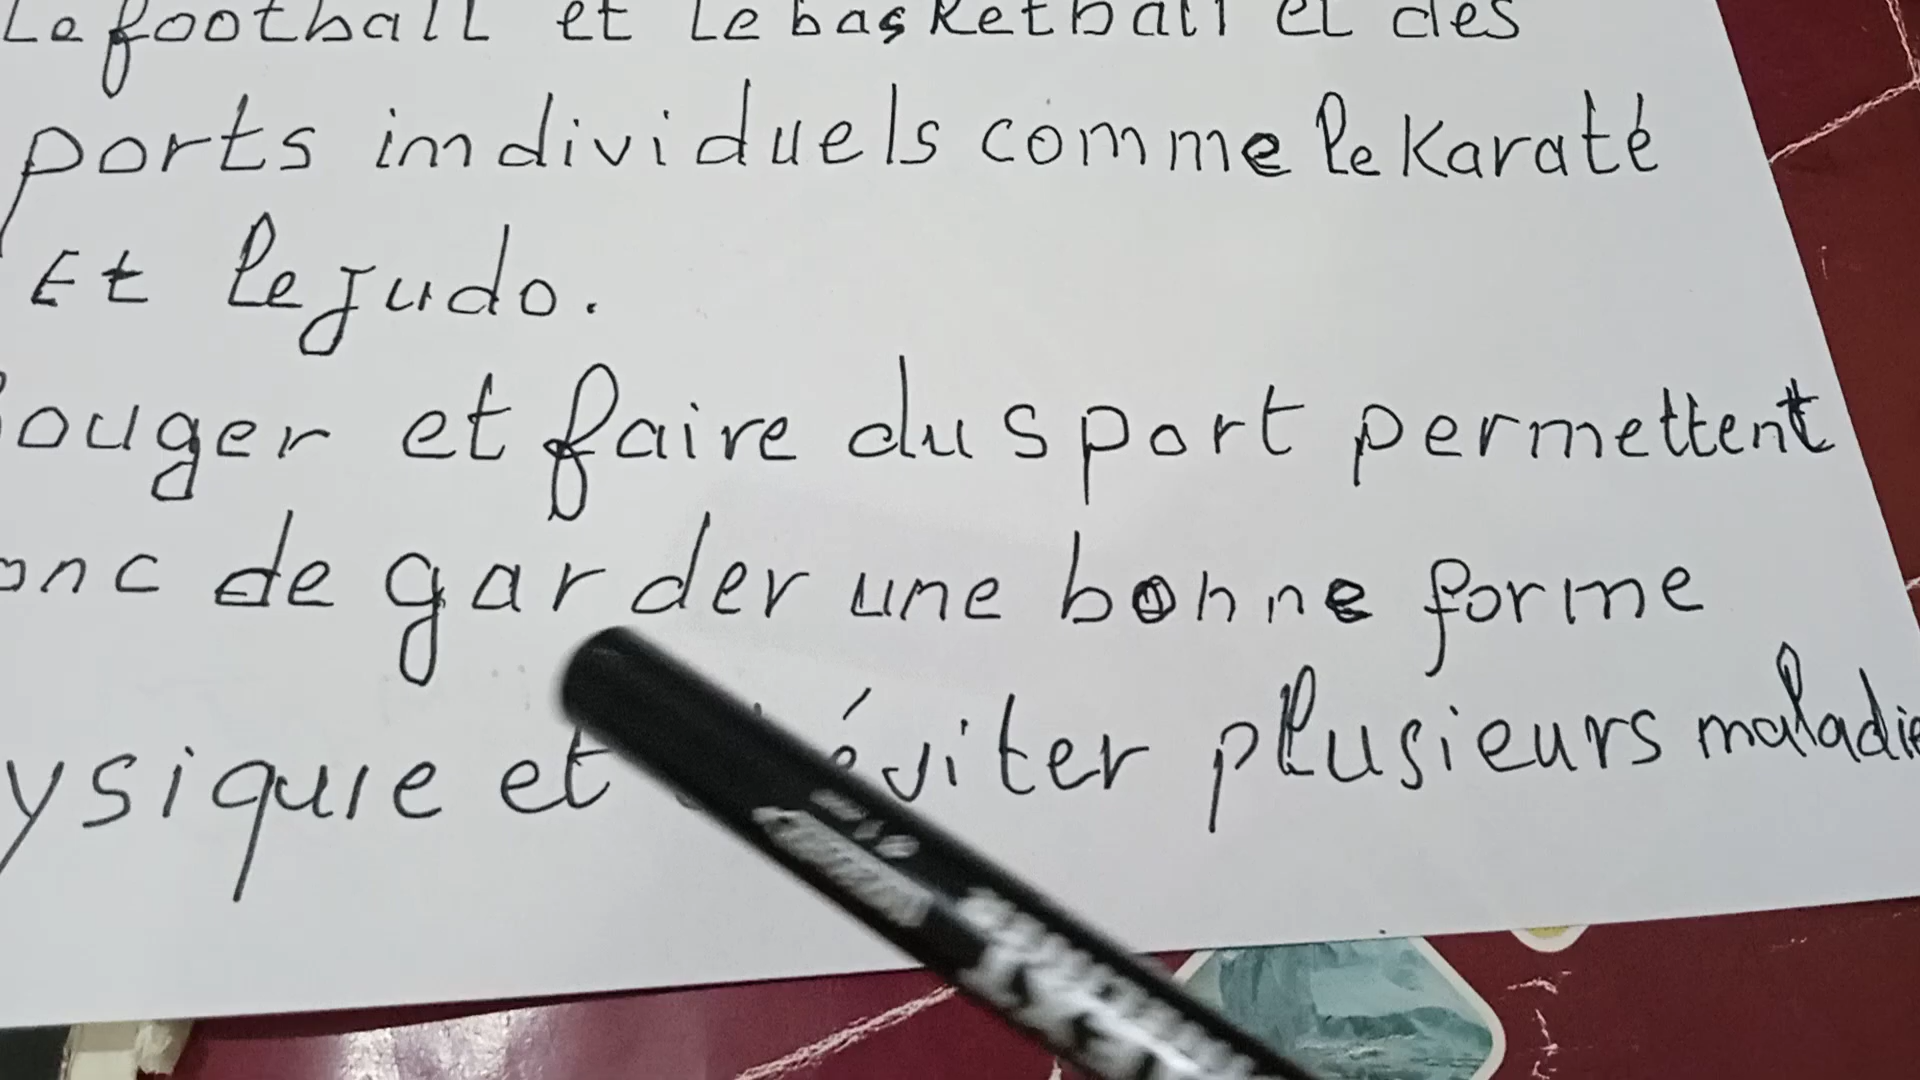 Le football et le basketball et des
ports individuels comme le Karaté
Et le judo.
ouger et faire du sport permettent
onc de garder une bonne forme
ysique et éviter plusieurs maladie